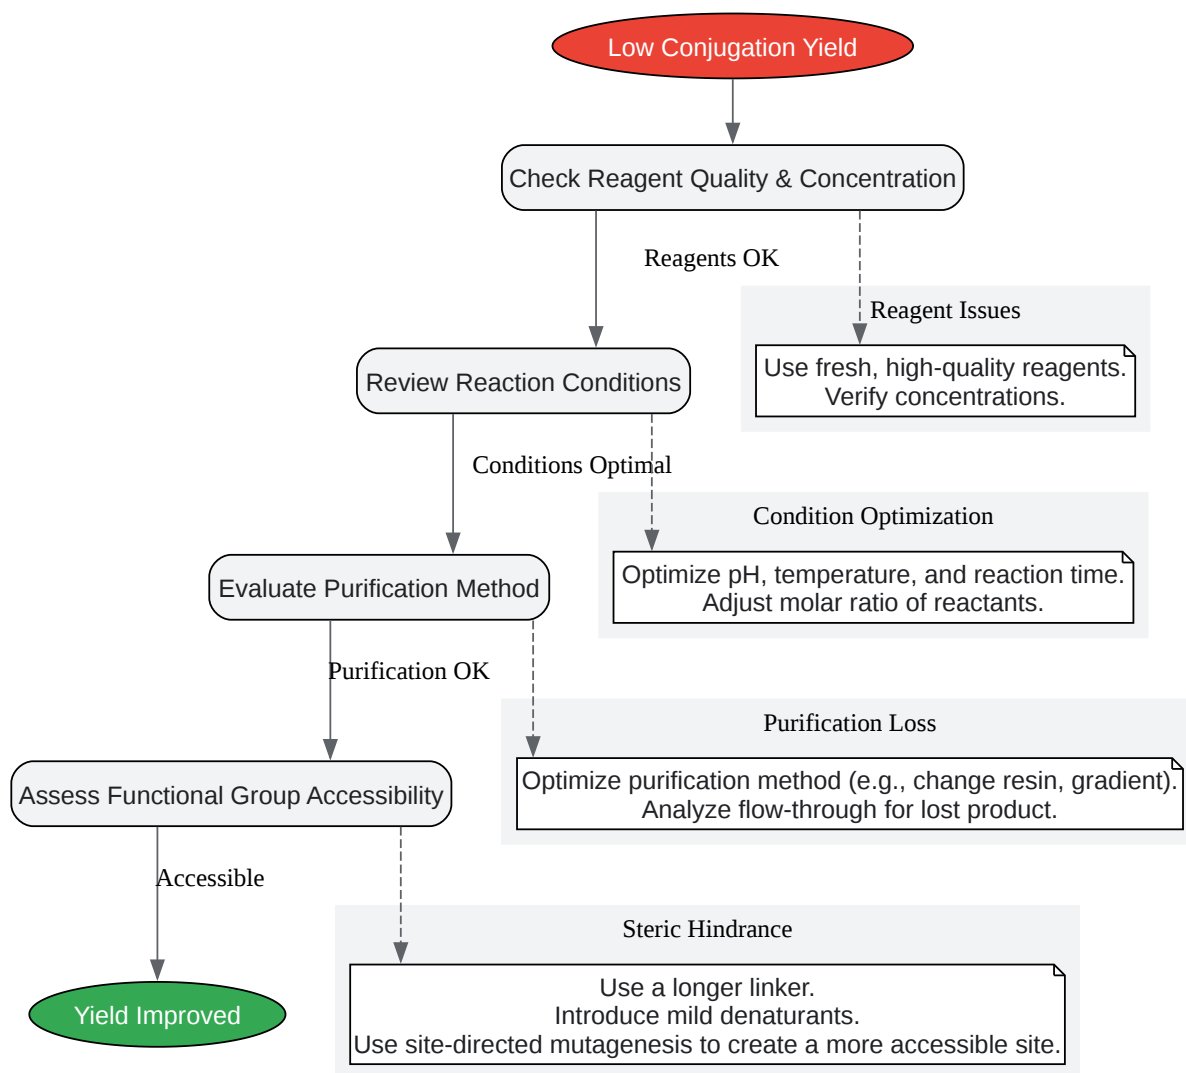 Low Conjugation Yield
Check Reagent Quality & Concentration
Reagents OK
Reagent Issues
Use fresh, high-quality reagents.
Verify concentrations.
Review Reaction Conditions
Conditions Optimal
Condition Optimization
Optimize pH, temperature, and reaction time.
Adjust molar ratio of reactants.
Evaluate Purification Method
Purification OK
Purification Loss
Optimize purification method (e.g., change resin, gradient).
Analyze flow-through for lost product.
Assess Functional Group Accessibility
Accessible
Steric Hindrance
Use a longer linker.
Introduce mild denaturants.
Use site-directed mutagenesis to create a more accessible site.
Yield Improved